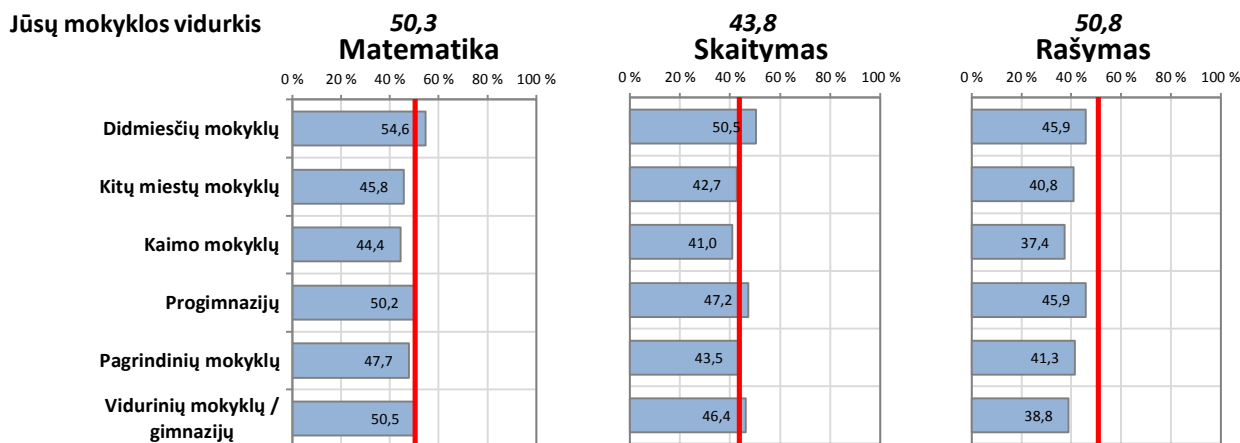 Jūsų mokyklos vidurkis 50,3 43,8 50,8
Matematika Skaitymas Rašymas
0 % 20 % 40 % 60 % 80 % 100 % 0 % 20 % 40 % 60 % 80 % 100 % 0 % 20 % 40 % 60 % 80 % 100 %
Didmiesčių mokyklų 54,6 50,5 45,9
Kitų miestų mokyklų 45,8 42,7 40,8
Kaimo mokyklų 44,4 41,0 37,4
Progimnazijų 50,2 47,2 45,9
Pagrindinių mokyklų 47,7 43,5 41,3
Vidurinių mokyklų /
gimnazijų 50,5 46,4 38,8